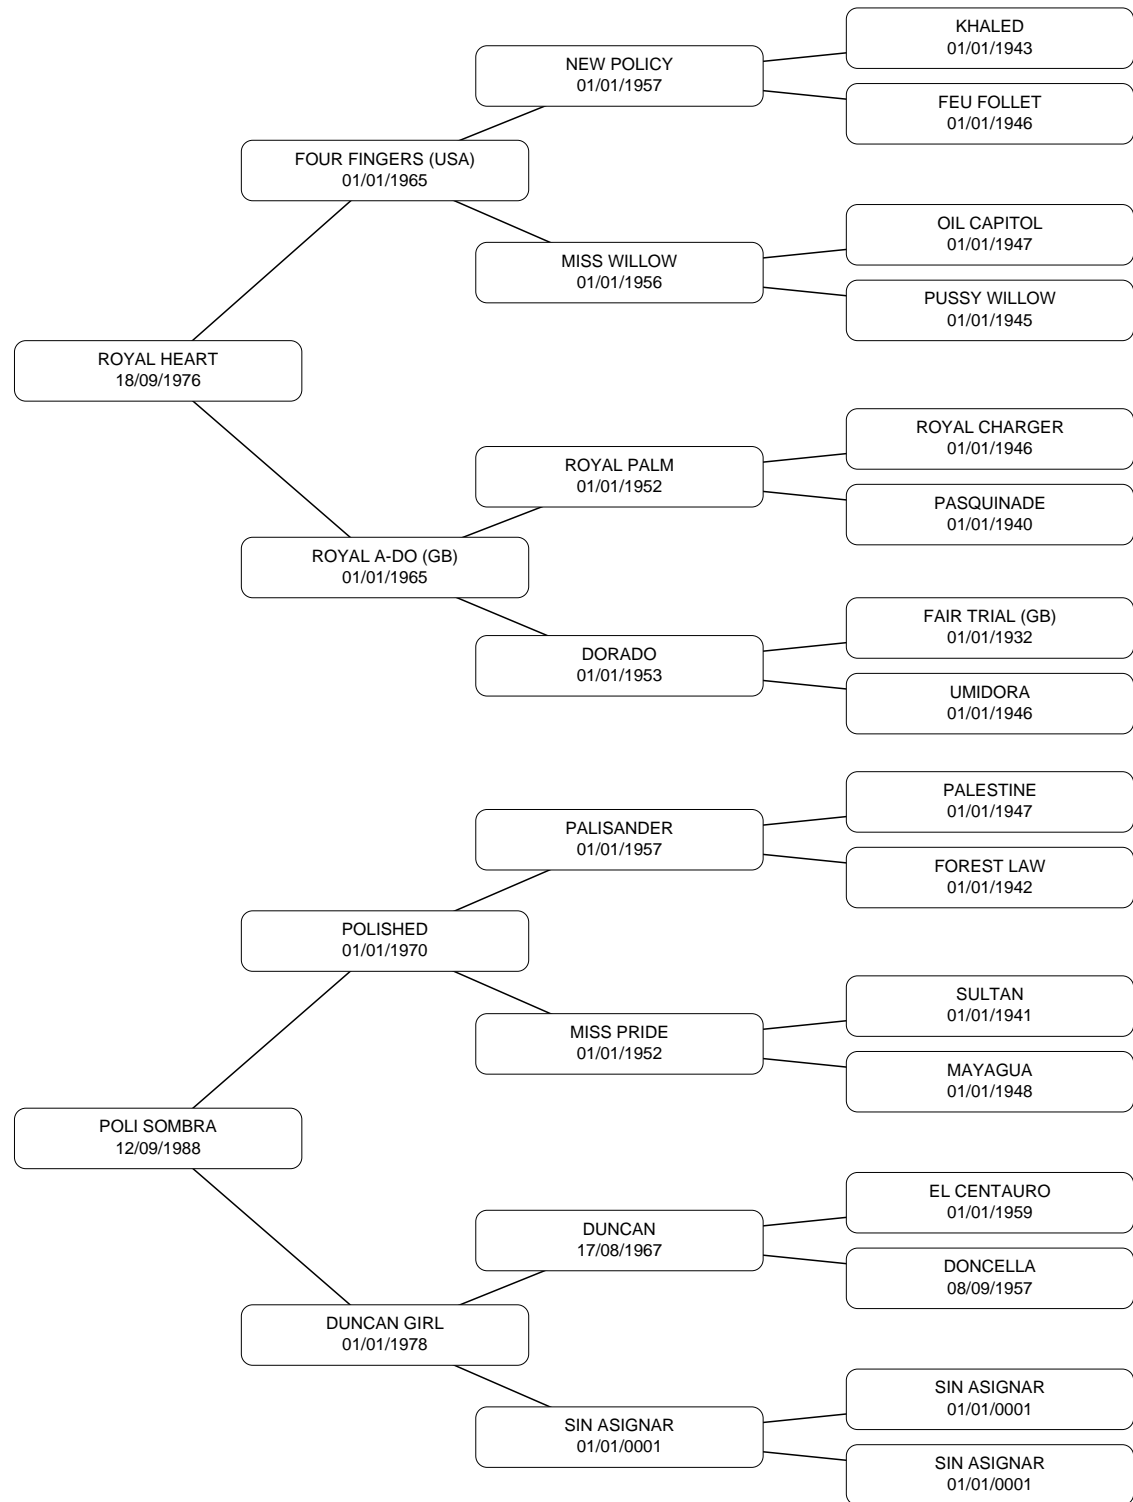 KHALED
01/01/1943
NEW POLICY
01/01/1957
FEU FOLLET
01/01/1946
FOUR FINGERS (USA)
01/01/1965
OIL CAPITOL
01/01/1947
MISS WILLOW
01/01/1956
PUSSY WILLOW
01/01/1945
ROYAL HEART
18/09/1976
ROYAL CHARGER
01/01/1946
ROYAL PALM
01/01/1952
PASQUINADE
01/01/1940
ROYAL A-DO (GB)
01/01/1965
FAIR TRIAL (GB)
01/01/1932
DORADO
01/01/1953
UMIDORA
01/01/1946
PALESTINE
01/01/1947
PALISANDER
01/01/1957
FOREST LAW
01/01/1942
POLISHED
01/01/1970
SULTAN
01/01/1941
MISS PRIDE
01/01/1952
MAYAGUA
01/01/1948
POLI SOMBRA
12/09/1988
EL CENTAURO
01/01/1959
DUNCAN
17/08/1967
DONCELLA
08/09/1957
DUNCAN GIRL
01/01/1978
SIN ASIGNAR
01/01/0001
SIN ASIGNAR
01/01/0001
SIN ASIGNAR
01/01/0001